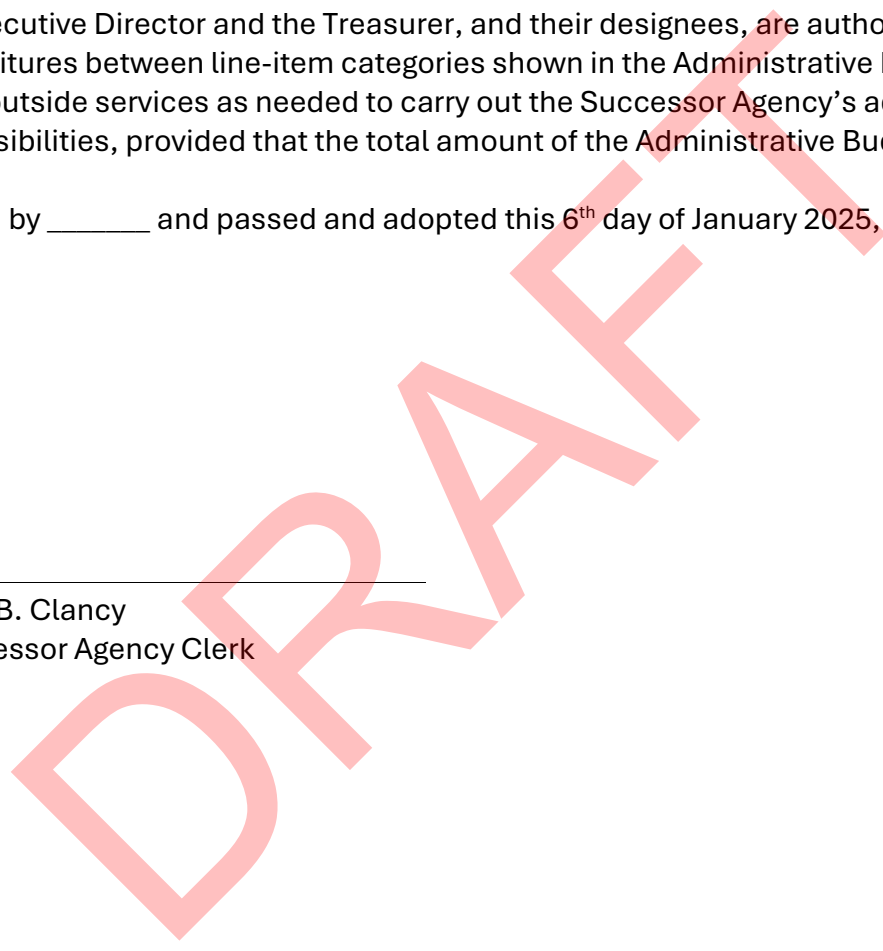 cutive Director and the Treasurer, and their designees, are autho
itures between line-item categories shown in the Administrative
outside services as needed to carry out the Successor Agency's a
sibilities, provided that the total amount of the Administrative Bu
by _______ and passed and adopted this 6th day of January 2025,
B. Clancy
essor Agency Clerk
DRAFT